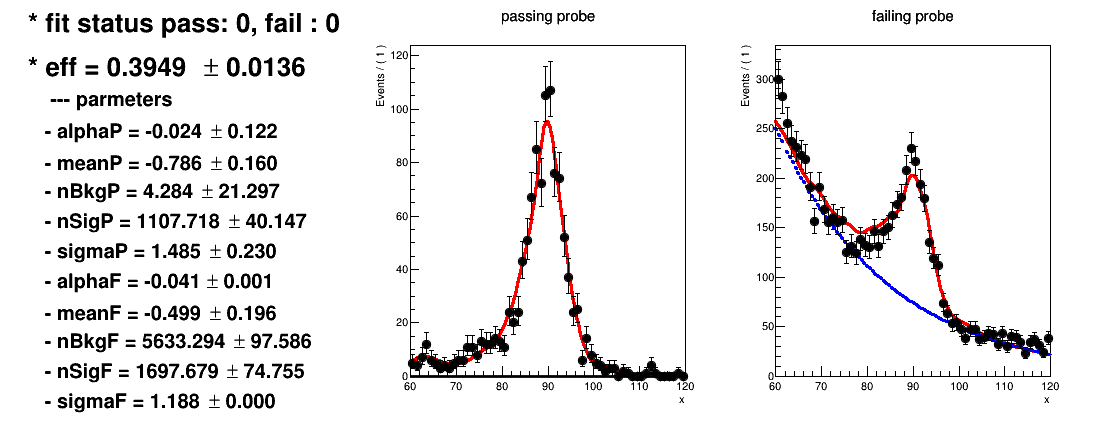 * fit status pass: 0, fail : 0
* eff = 0.3949 ± 0.0136
--- parmeters
- alphaP = -0.024 ± 0.122
- meanP = -0.786 ± 0.160
- nBkgP = 4.284 ± 21.297
- nSigP = 1107.718 ± 40.147
- sigmaP = 1.485 ± 0.230
- alphaF = -0.041 ± 0.001
- meanF = -0.499 ± 0.196
- nBkgF = 5633.294 ± 97.586
- nSigF = 1697.679 ± 74.755
- sigmaF = 1.188 ± 0.000
passing probe
Events / ( 1 )
120
100
80
60
40
20
0
60 70 80 90 100 110 120
x
failing probe
Events / ( 1 )
300
250
200
150
100
50
0
60 70 80 90 100 110 120
x